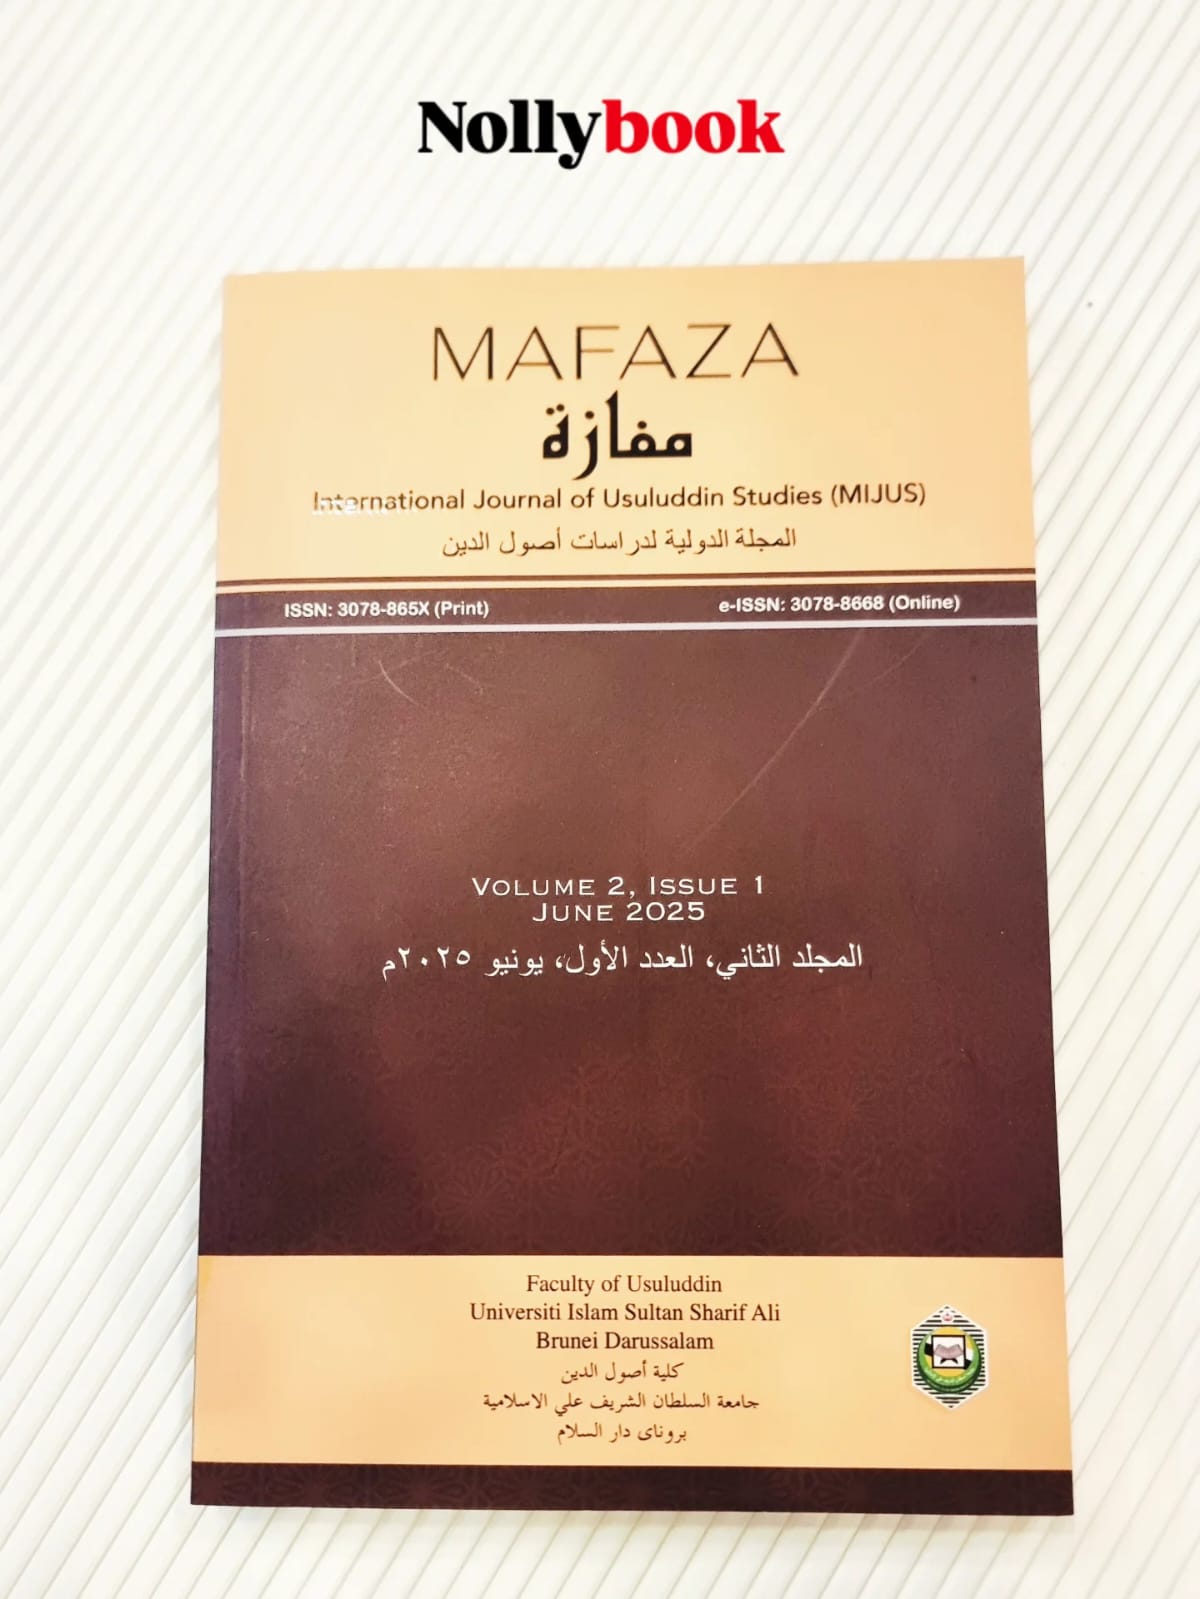 Nollybook
MAFAZA
مفازة
International Journal of Usuluddin Studies (MIJUS)
المجلة الدولية لدراسات أصول الدين
ISSN: 3078-865X (Print)
e-ISSN: 3078-8668 (Online)
VOLUME 2, ISSUE 1
JUNE 2025
المجلد الثاني، العدد الأول، يونيو ٢٠٢٥م
Faculty of Usuluddin
Universiti Islam Sultan Sharif Ali
Brunei Darussalam
كلية أصول الدين
جامعة السلطان الشريف علي الاسلامية
بروناى دار السلام